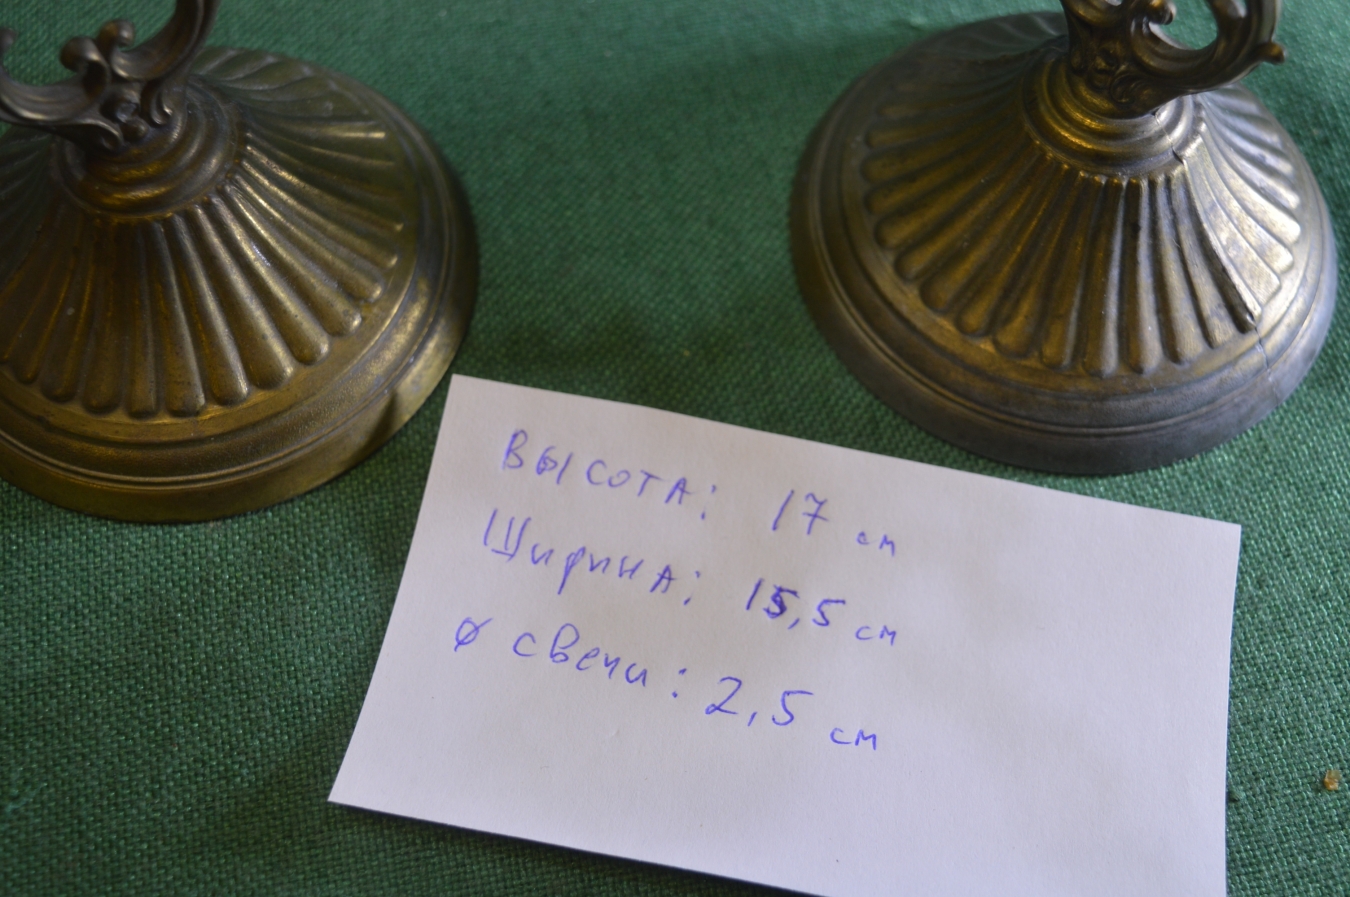 Высота: 17 см
Ширина: 15,5 см
ø свечи: 2,5 см